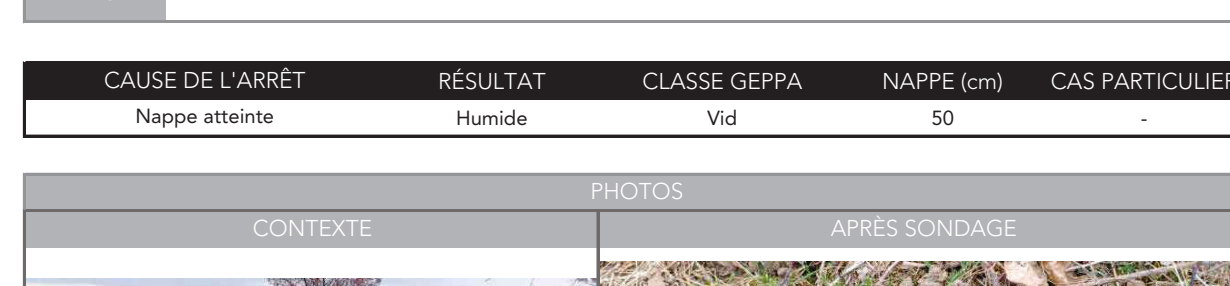 CAUSE DE L'ARRÊT RÉSULTAT CLASSE GEPPA NAPPE (cm) CAS PARTICULIER
Nappe atteinte Humide Vid 50 -
PHOTOS
CONTEXTE APRÈS SONDAGE